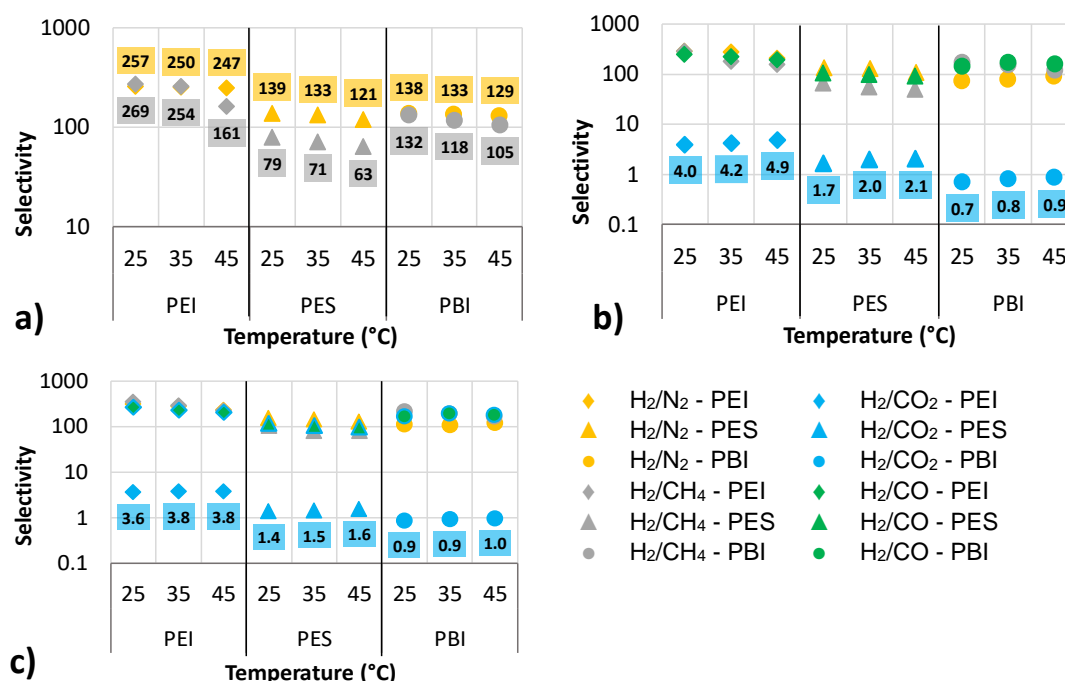 1000
257 250 247
139 133 121
138 133 129
100
269 254 161
79 71 63
132 118 105
10
Selectivity
25 35 45 25 35 45 25 35 45
PEI PES PBI
Temperature (°C)
a)
1000
100
10
1
0.1
4.0 4.2 4.9
1.7 2.0 2.1
0.7 0.8 0.9
Selectivity
25 35 45 25 35 45 25 35 45
PEI PES PBI
Temperature (°C)
b)
1000
100
10
1
0.1
3.6 3.8 3.8
1.4 1.5 1.6
0.9 0.9 1.0
Selectivity
25 35 45 25 35 45 25 35 45
PEI PES PBI
Temperature (°C)
c)
H2/N2 - PEI
H2/N2 - PES
H2/N2 - PBI
H2/CH4 - PEI
H2/CH4 - PES
H2/CH4 - PBI
H2/CO2 - PEI
H2/CO2 - PES
H2/CO2 - PBI
H2/CO - PEI
H2/CO - PES
H2/CO - PBI